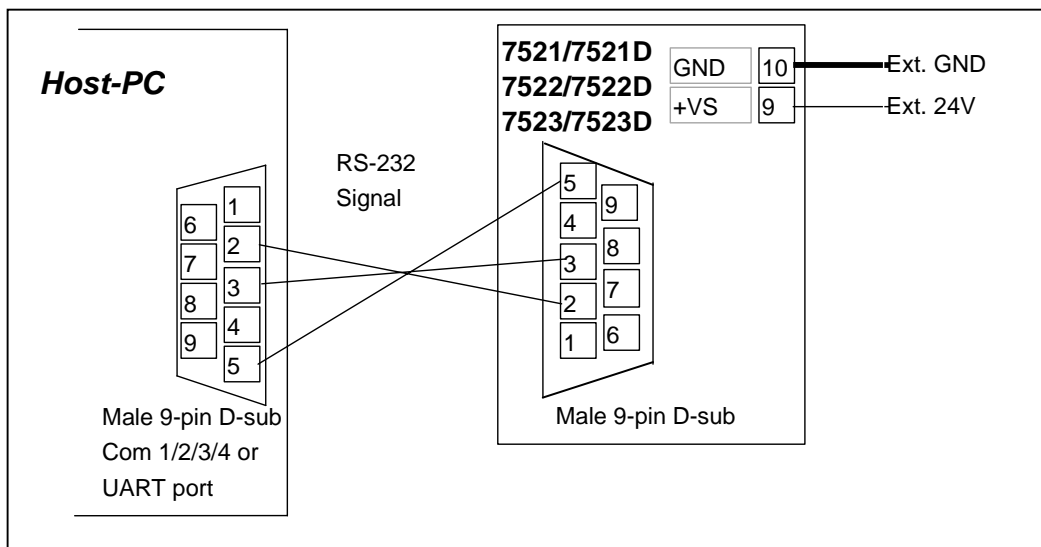 Host-PC
7521/7521D
7522/7522D
7523/7523D
GND 10 Ext. GND
+VS 9 Ext. 24V
RS-232
Signal
1
6
2
7
3
8
4
9
5
5
9
4
8
3
7
2
6
1
Male 9-pin D-sub
Com 1/2/3/4 or
UART port
Male 9-pin D-sub